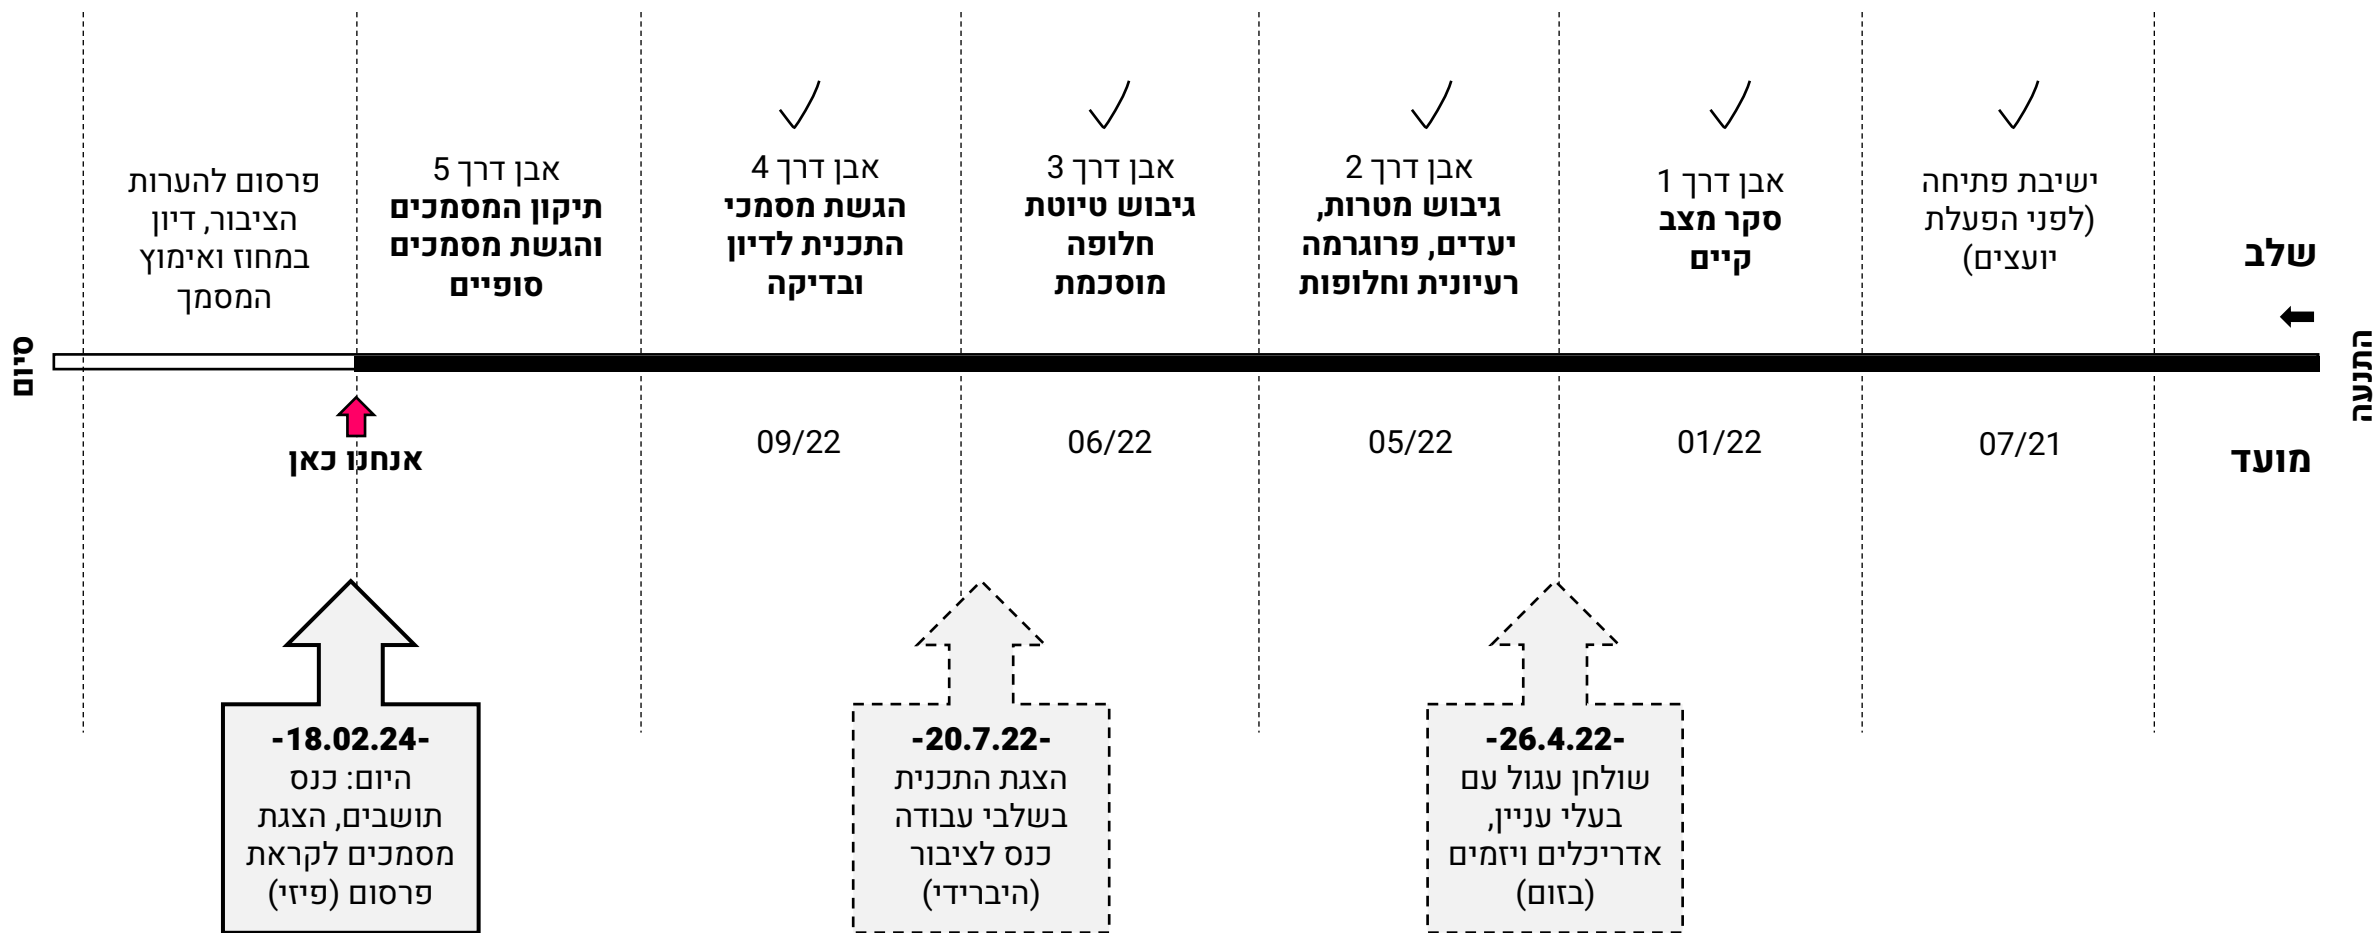 שלב
ישיבת פתיחה
(לפני הפעלת
יועצים)
אבן דרך 1
סקר מצב
קיים
אבן דרך 2
גיבוש מטרות,
יעדים, פרוגרמה
רעיונית וחלופות
אבן דרך 3
גיבוש טיוטת
חלופה
מוסכמת
אבן דרך 4
הגשת מסמכי
התכנית לדיון
ובדיקה
אבן דרך 5
תיקון המסמכים
והגשת מסמכים
סופיים
פרסום להערות
הציבור, דיון
במחוז ואימוץ
המסמך
התנעה
סיום
מועד
07/21
01/22
05/22
06/22
09/22
אנחנו כאן
-26.4.22-
שולחן עגול עם
בעלי עניין,
אדריכלים ויזמים
(בזום)
-20.7.22-
הצגת התכנית
בשלבי עבודה
כנס לציבור
(היברידי)
-18.02.24-
היום: כנס
תושבים, הצגת
מסמכים לקראת
פרסום (פיזי)